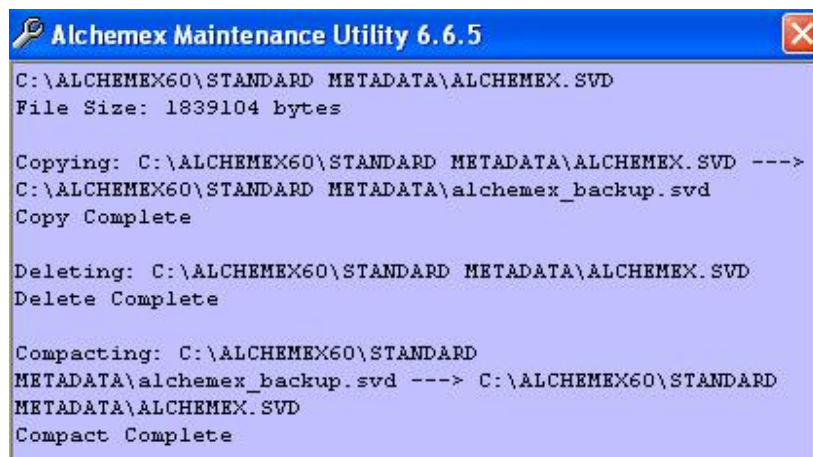 Alchemex Maintenance Utility 6.6.5
C:\ALCHEMEX60\STANDARD METADATA\ALCHEMEX.SVD
File Size: 1839104 bytes
Copying: C:\ALCHEMEX60\STANDARD METADATA\ALCHEMEX.SVD --->
C:\ALCHEMEX60\STANDARD METADATA\alchemex_backup.svd
Copy Complete
Deleting: C:\ALCHEMEX60\STANDARD METADATA\ALCHEMEX.SVD
Delete Complete
Compacting: C:\ALCHEMEX60\STANDARD
METADATA\alchemex_backup.svd ---> C:\ALCHEMEX60\STANDARD
METADATA\ALCHEMEX.SVD
Compact Complete